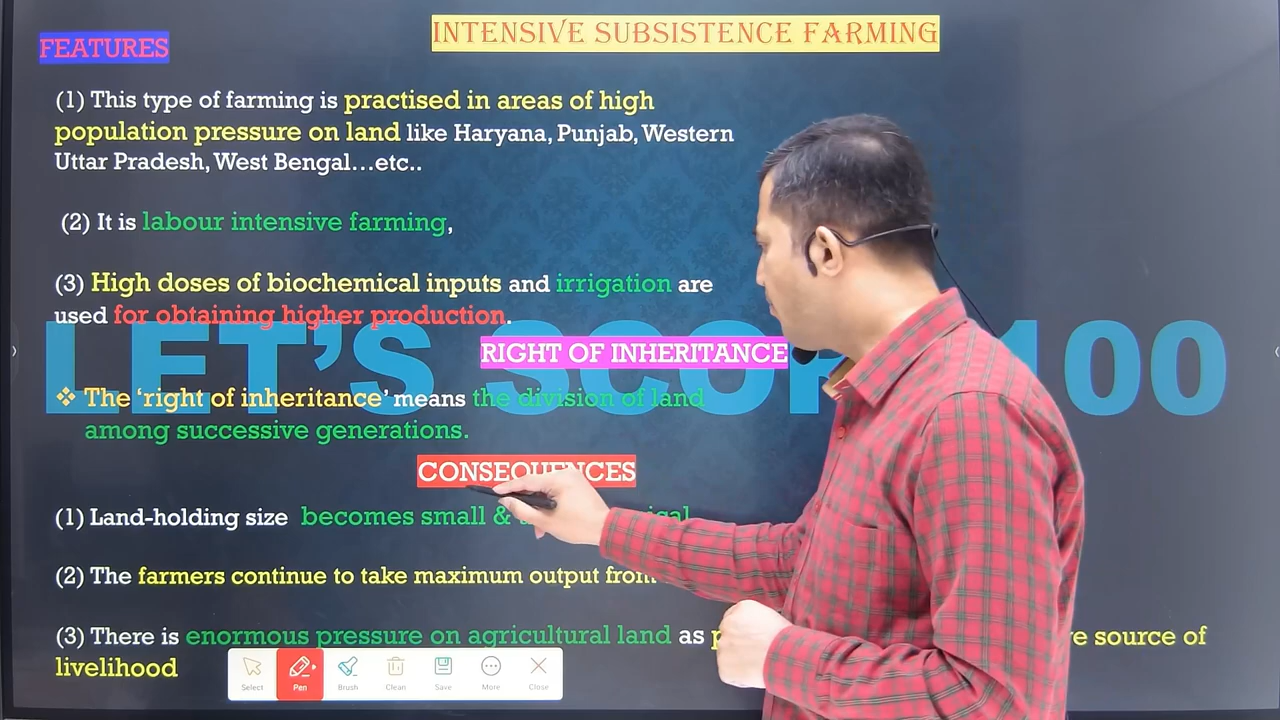 INTENSIVE SUBSISTENCE FARMING
FEATURES
(1) This type of farming is practised in areas of high
population pressure on land like Haryana, Punjab, Western
Uttar Pradesh, West Bengal...etc..
(2) It is labour intensive farming,
(3) High doses of biochemical inputs and irrigation are
used for obtaining higher production.
LET'S SCOR 100
RIGHT OF INHERITANCE
❖ The 'right of inheritance' means the division of land
among successive generations.
CONSEQUENCES
(1) Land-holding size becomes small &
(2) The farmers continue to take maximum output from
(3) There is enormous pressure on agricultural land as source of
livelihood
Select Pen Brush Clean Save More Close